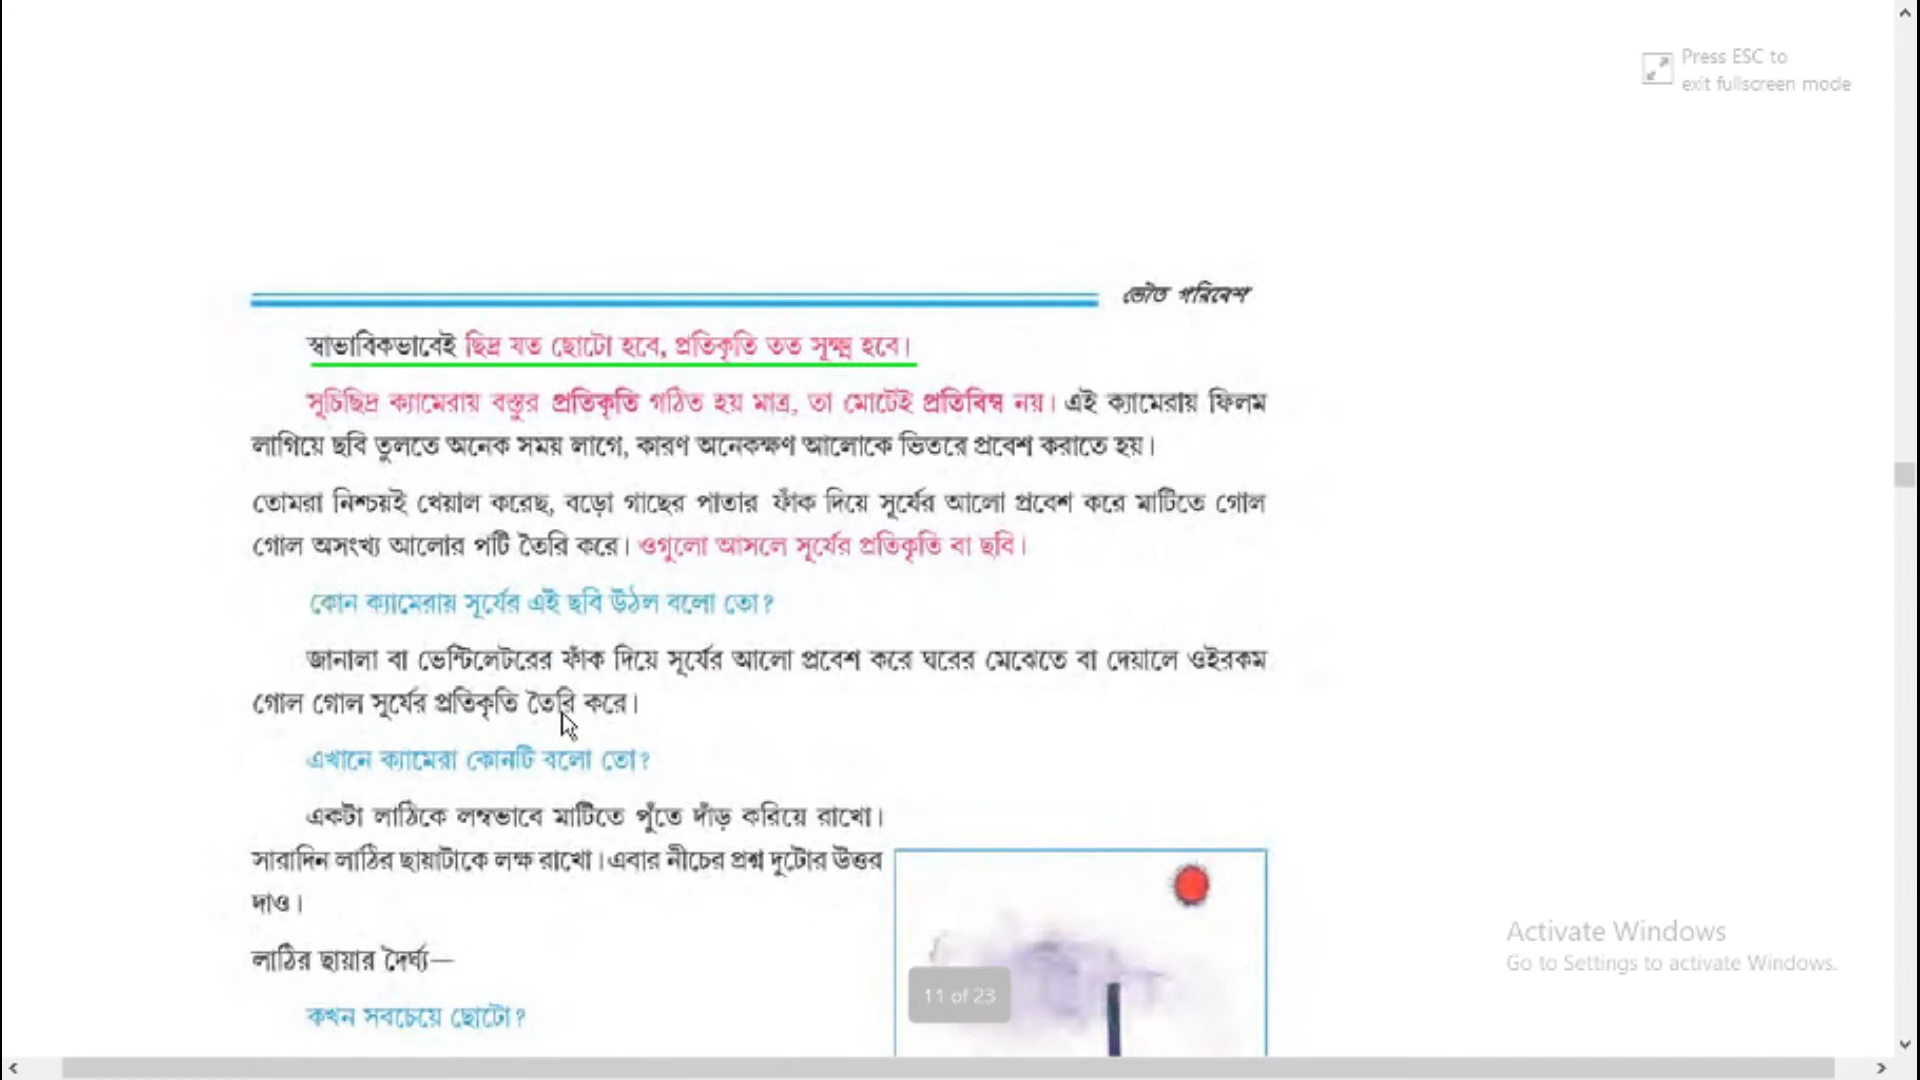 Press ESC to
exit fullscreen mode
ভৌত পরিবেশ
স্বাভাবিকভাবেই ছিদ্র যত ছোটো হবে, প্রতিকৃতি তত সূক্ষ্ম হবে।
সূচিছিদ্র ক্যামেরায় বস্তুর প্রতিকৃতি গঠিত হয় মাত্র, তা মোটেই প্রতিবিম্ব নয়। এই ক্যামেরায় ফিলম
লাগিয়ে ছবি তুলতে অনেক সময় লাগে, কারণ অনেকক্ষণ আলোকে ভিতরে প্রবেশ করাতে হয়।
তোমরা নিশ্চয়ই খেয়াল করেছ, বড়ো গাছের পাতার ফাঁক দিয়ে সূর্যের আলো প্রবেশ করে মাটিতে গোল
গোল অসংখ্য আলোর পটি তৈরি করে। ওগুলো আসলে সূর্যের প্রতিকৃতি বা ছবি।
কোন ক্যামেরায় সূর্যের এই ছবি উঠল বলো তো?
জানালা বা ভেন্টিলেটরের ফাঁক দিয়ে সূর্যের আলো প্রবেশ করে ঘরের মেঝেতে বা দেয়ালে ওইরকম
গোল গোল সূর্যের প্রতিকৃতি তৈরি করে।
এখানে ক্যামেরা কোনটি বলো তো?
একটা লাঠিকে লম্বভাবে মাটিতে পুঁতে দাঁড় করিয়ে রাখো।
সারাদিন লাঠির ছায়াটাকে লক্ষ রাখো। এবার নীচের প্রশ্ন দুটোর উত্তর
দাও।
লাঠির ছায়ার দৈর্ঘ্য—
কখন সবচেয়ে ছোটো?
11 of 23
Activate Windows
Go to Settings to activate Windows.